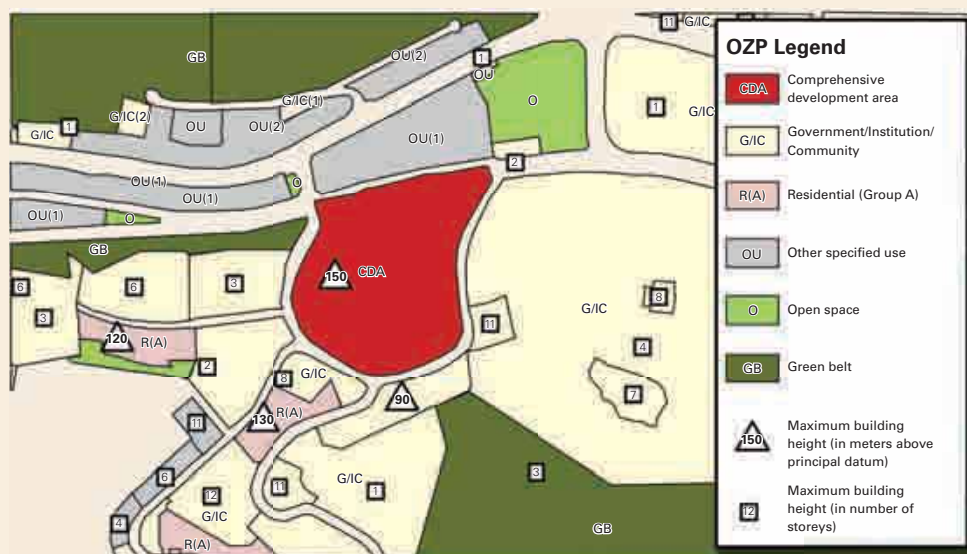 11
G/IC
GB
OU(2)
1
OU
O
1
G/IC
G/IC(1)
G/IC(2)
OU
OU(2)
G/IC
1
OU(1)
2
OU(1)
OU(1)
O
OU(1)
O
GB
150
CDA
6
6
3
3
G/IC
8
11
4
120
R(A)
2
8
G/IC
7
90
130
R(A)
11
3
6
G/IC
12
11
1
G/IC
4
R(A)
GB
OZP Legend
CDA
Comprehensive
development area
G/IC
Government/Institution/
Community
R(A)
Residential (Group A)
OU
Other specified use
O
Open space
GB
Green belt
150
Maximum building
height (in meters above
principal datum)
12
Maximum building
height (in number of
storeys)